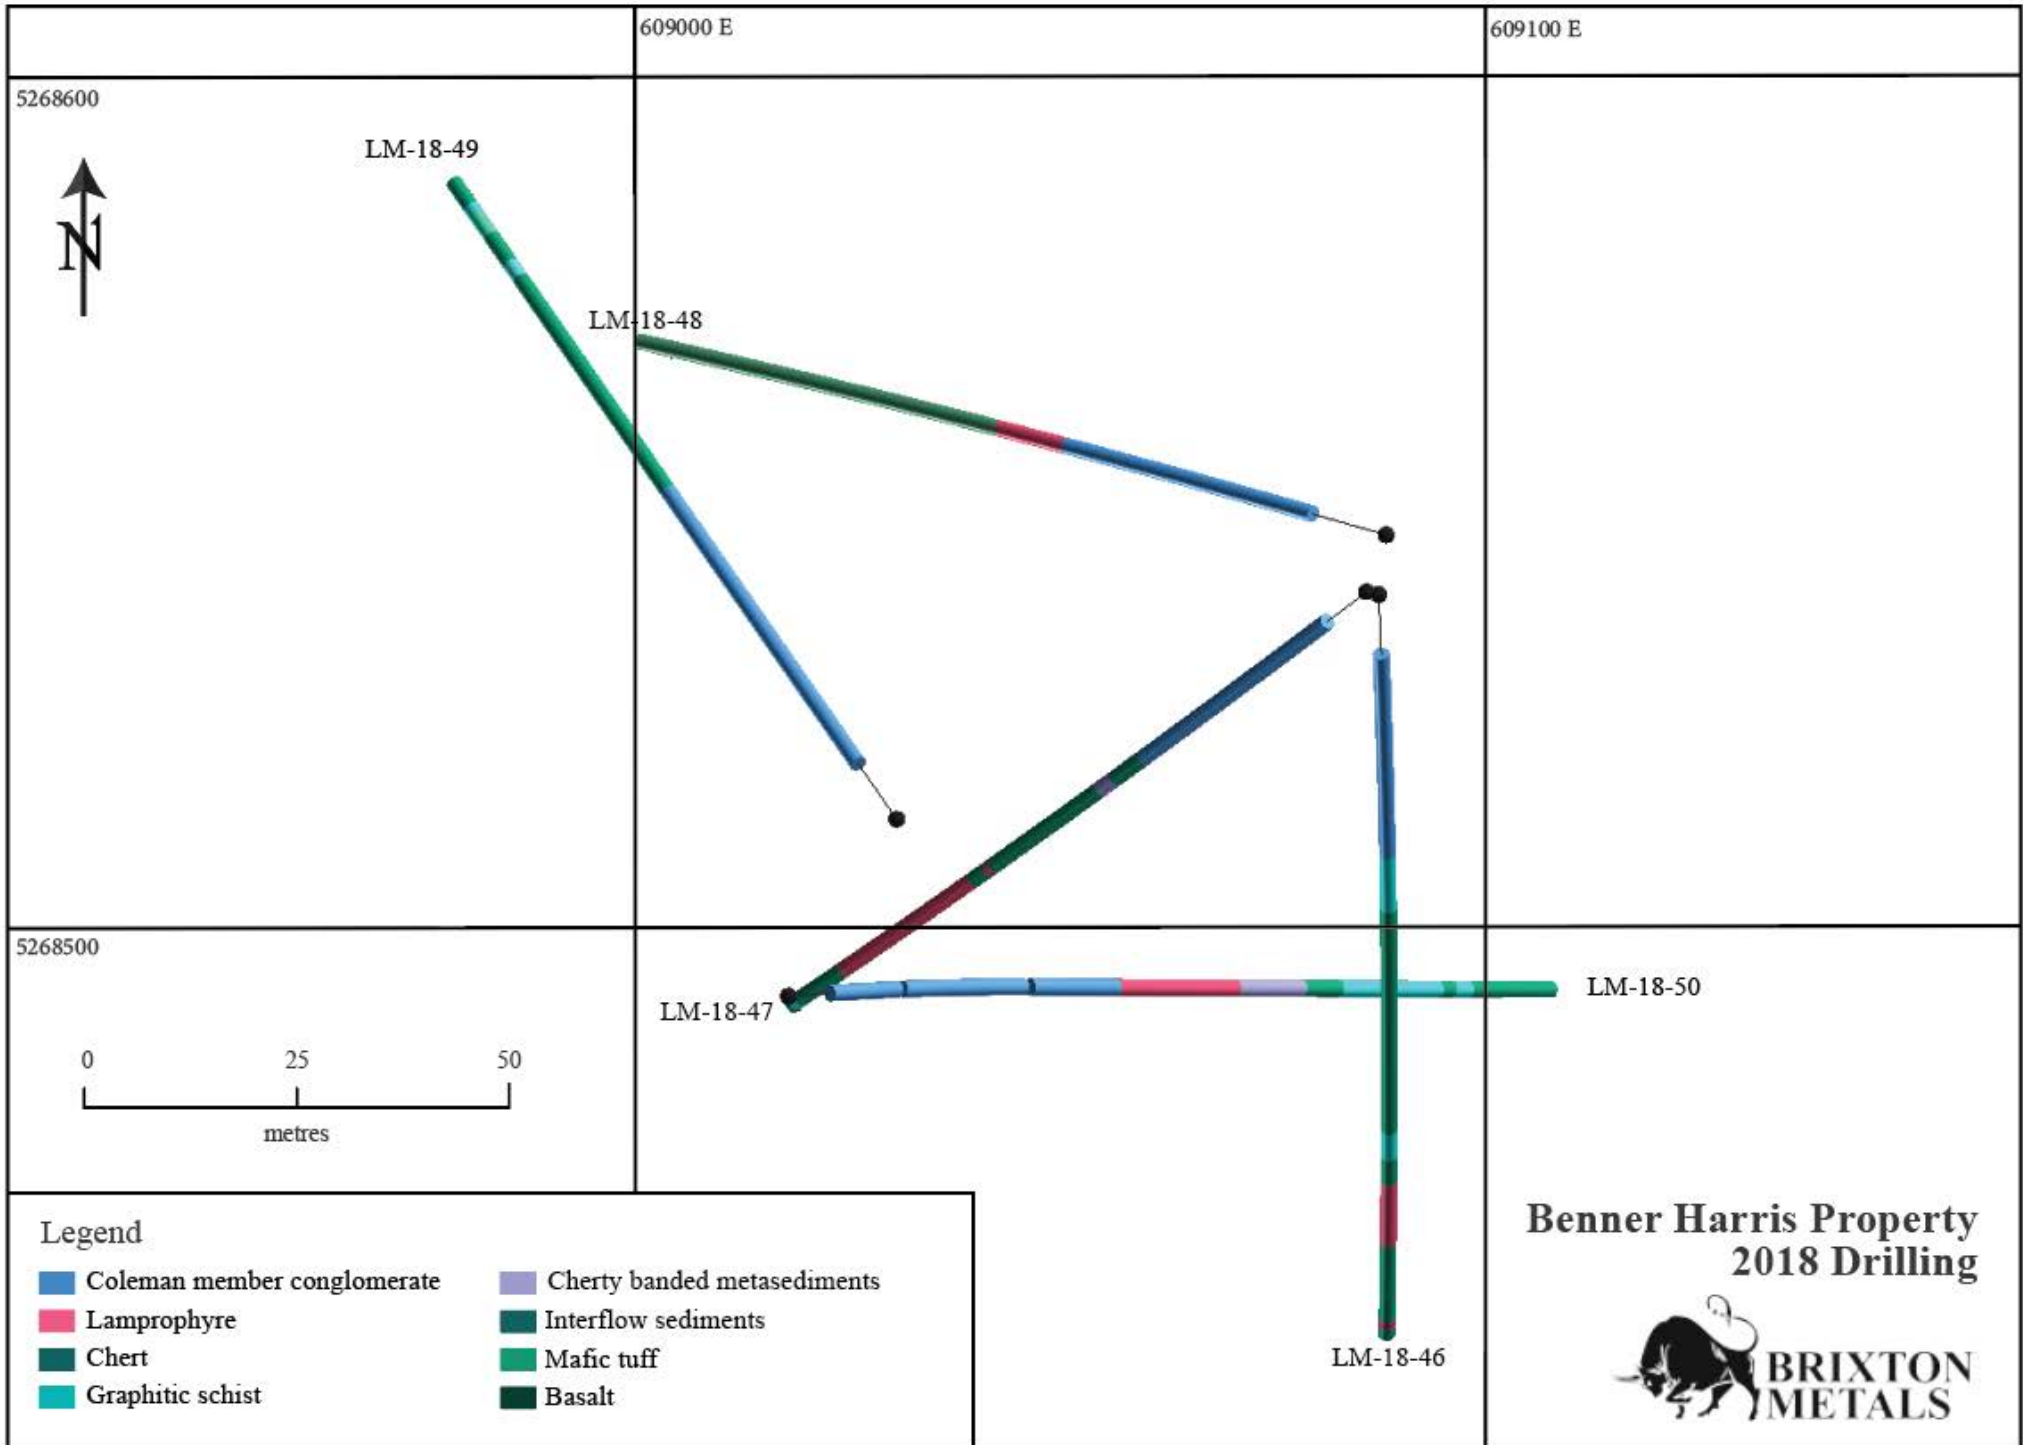 609000 E
609100 E
5268600
LM-18-49
N
LM-18-48
5268500
LM-18-50
LM-18-47
0 25 50
metres
LM-18-46
Legend
Coleman member conglomerate
Lamprophyre
Chert
Graphitic schist
Cherty banded metasediments
Interflow sediments
Mafic tuff
Basalt
Benner Harris Property
2018 Drilling
BRIXTON
METALS